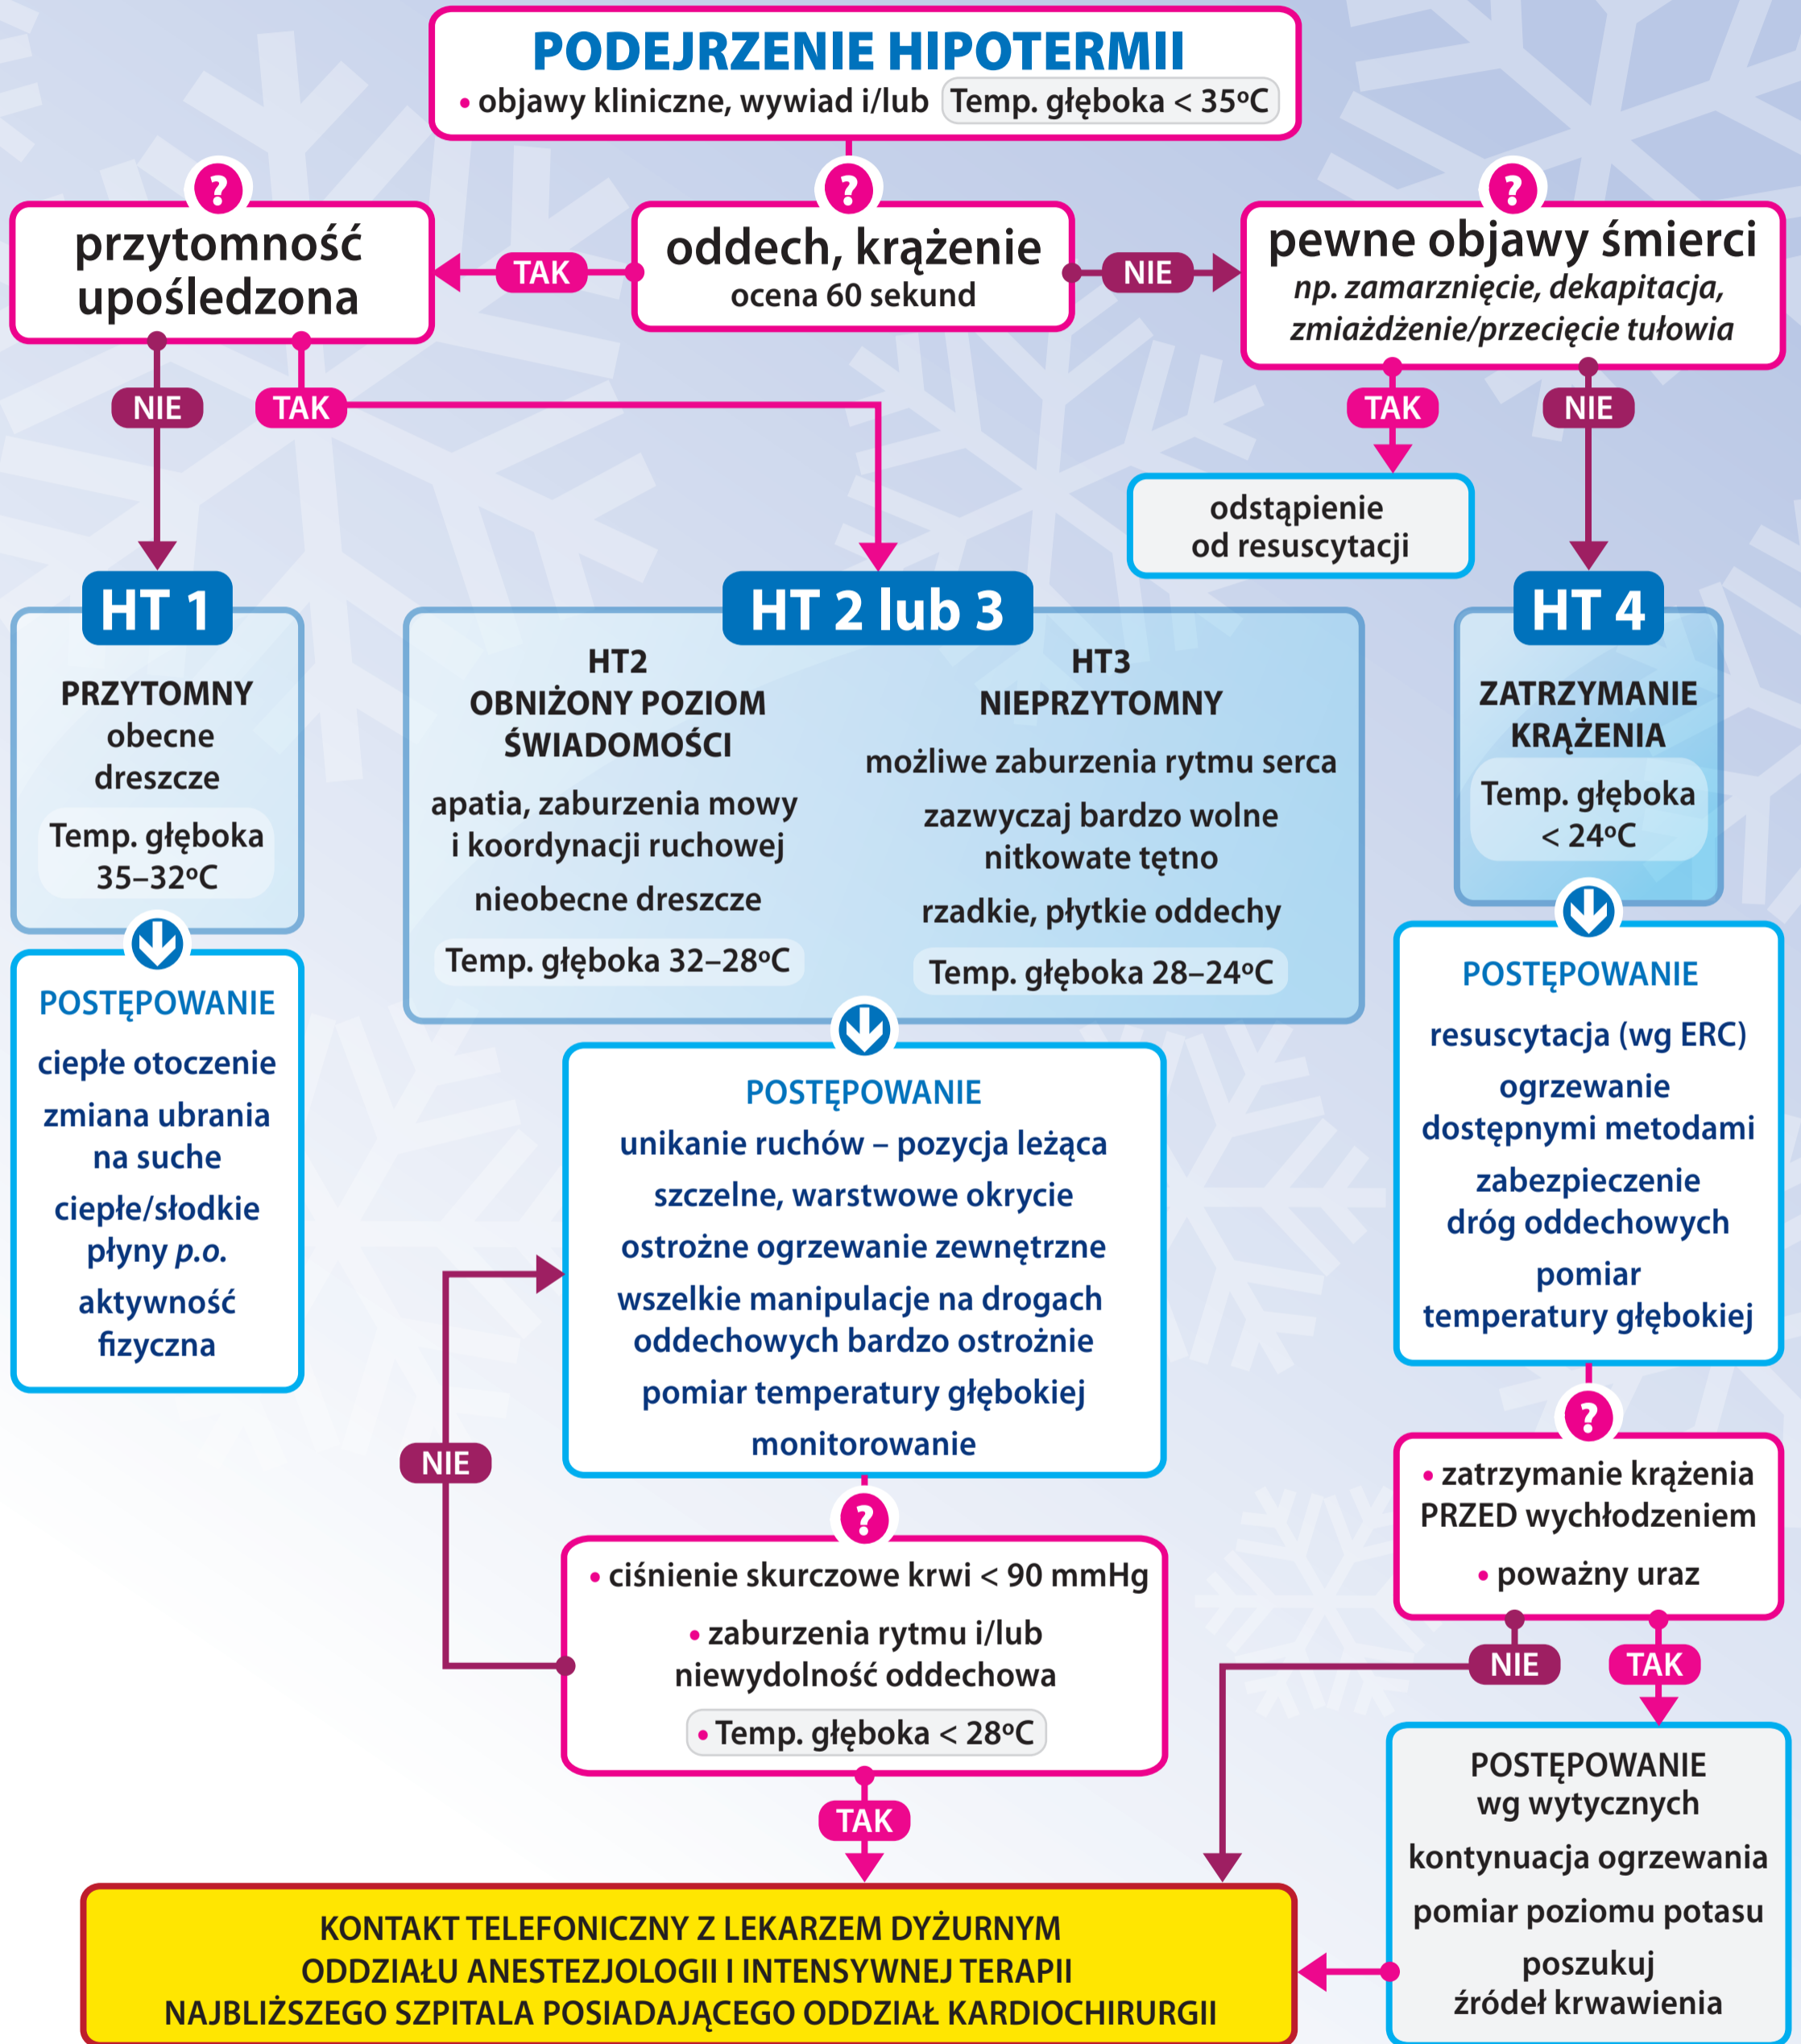 PODEJRZENIE HIPOTERMII
• objawy kliniczne, wywiad i/lub Temp. głęboka < 35ºC
?
?
?
przytomność
upośledzona
TAK
oddech, krążenie
ocena 60 sekund
NIE
pewne objawy śmierci
np. zamarznięcie, dekapitacja,
zmiażdżenie/przecięcie tułowia
NIE
TAK
TAK
NIE
odstąpienie
od resuscytacji
HT 1
PRZYTOMNY
obecne
dreszcze
Temp. głęboka
35–32ºC
HT 2 lub 3
HT2
OBNIŻONY POZIOM
ŚWIADOMOŚCI
apatia, zaburzenia mowy
i koordynacji ruchowej
nieobecne dreszcze
Temp. głęboka 32–28ºC
HT3
NIEPRZYTOMNY
możliwe zaburzenia rytmu serca
zazwyczaj bardzo wolne
nitkowate tętno
rzadkie, płytkie oddechy
Temp. głęboka 28–24ºC
HT 4
ZATRZYMANIE
KRĄŻENIA
Temp. głęboka
< 24ºC
POSTĘPOWANIE
ciepłe otoczenie
zmiana ubrania
na suche
ciepłe/słodkie
płyny p.o.
aktywność
fizyczna
POSTĘPOWANIE
unikanie ruchów – pozycja leżąca
szczelne, warstwowe okrycie
ostrożne ogrzewanie zewnętrzne
wszelkie manipulacje na drogach
oddechowych bardzo ostrożnie
pomiar temperatury głębokiej
monitorowanie
NIE
?
• ciśnienie skurczowe krwi < 90 mmHg
• zaburzenia rytmu i/lub
niewydolność oddechowa
• Temp. głęboka < 28ºC
TAK
POSTĘPOWANIE
resuscytacja (wg ERC)
ogrzewanie
dostępnymi metodami
zabezpieczenie
dróg oddechowych
pomiar
temperatury głębokiej
?
• zatrzymanie krążenia
PRZED wychłodzeniem
• poważny uraz
NIE
TAK
POSTĘPOWANIE
wg wytycznych
kontynuacja ogrzewania
pomiar poziomu potasu
poszukuj
źródeł krwawienia
KONTAKT TELEFONICZNY Z LEKARZEM DYŻURNYM
ODDZIAŁU ANESTEZJOLOGII I INTENSYWNEJ TERAPII
NAJBLIŻSZEGO SZPITALA POSIADAJĄCEGO ODDZIAŁ KARDIOCHIRURGII